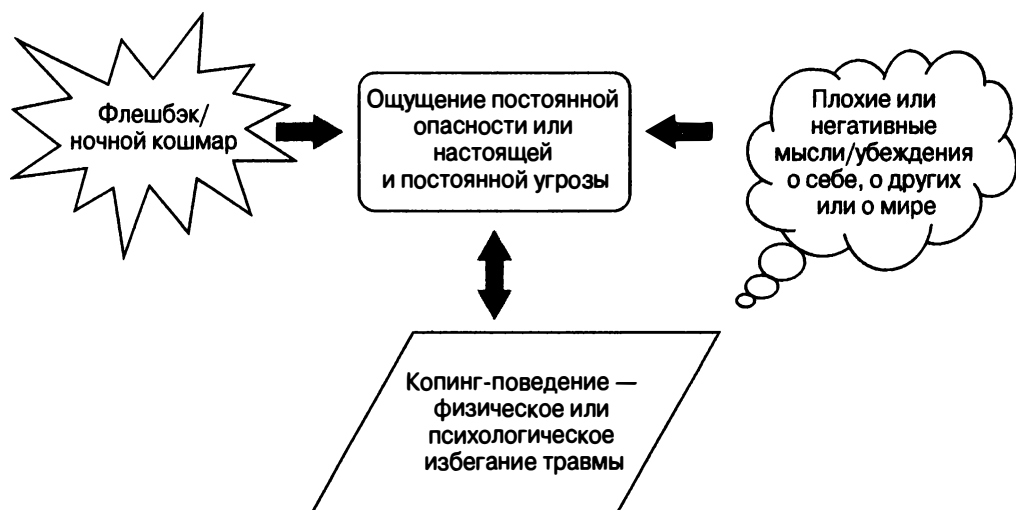 Флешбэк/
ночной кошмар
Ощущение постоянной
опасности или
настоящей
и постоянной угрозы
Плохие или
негативные
мысли/убеждения
о себе, о других
или о мире
Копинг-поведение —
физическое или
психологическое
избегание травмы